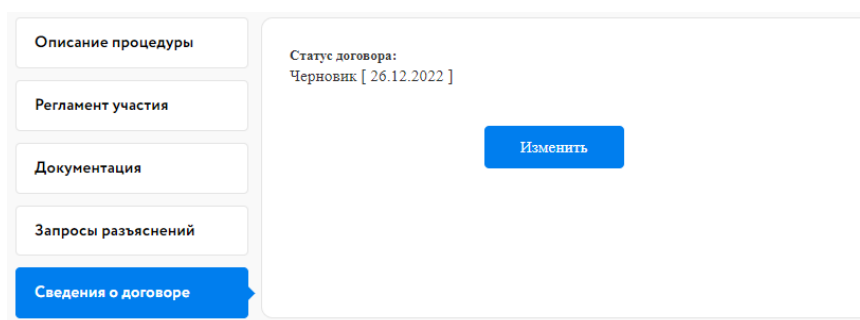 Описание процедуры
Регламент участия
Документация
Запросы разъяснений
Сведения о договоре
Статус договора:
Черновик [ 26.12.2022 ]
Изменить